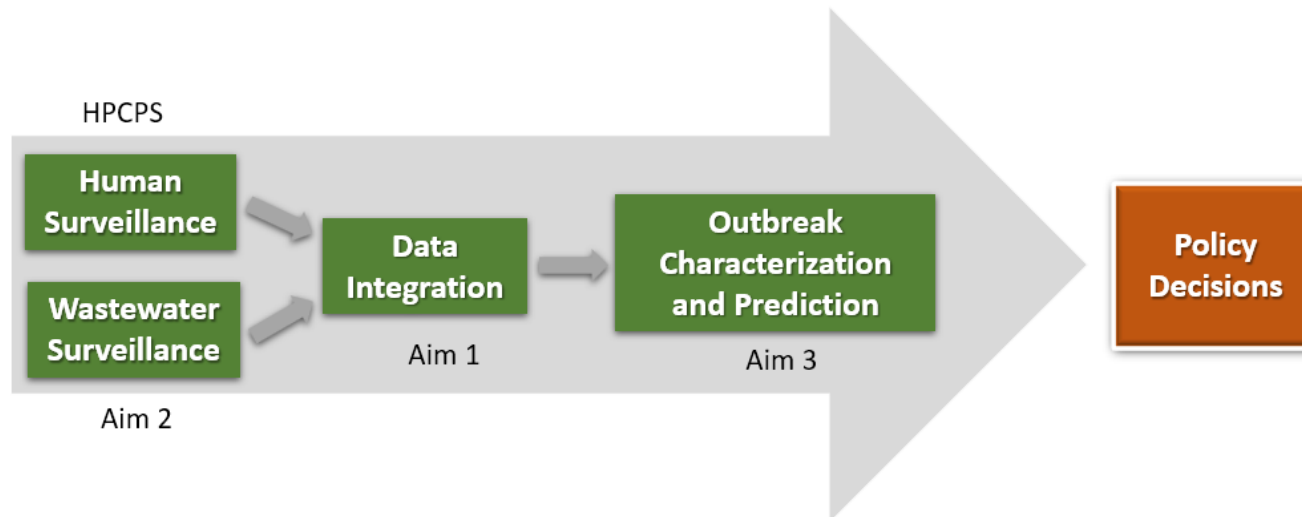 HPCPS
Human
Surveillance
Wastewater
Surveillance
Aim 2
Data
Integration
Aim 1
Outbreak
Characterization
and Prediction
Aim 3
Policy
Decisions